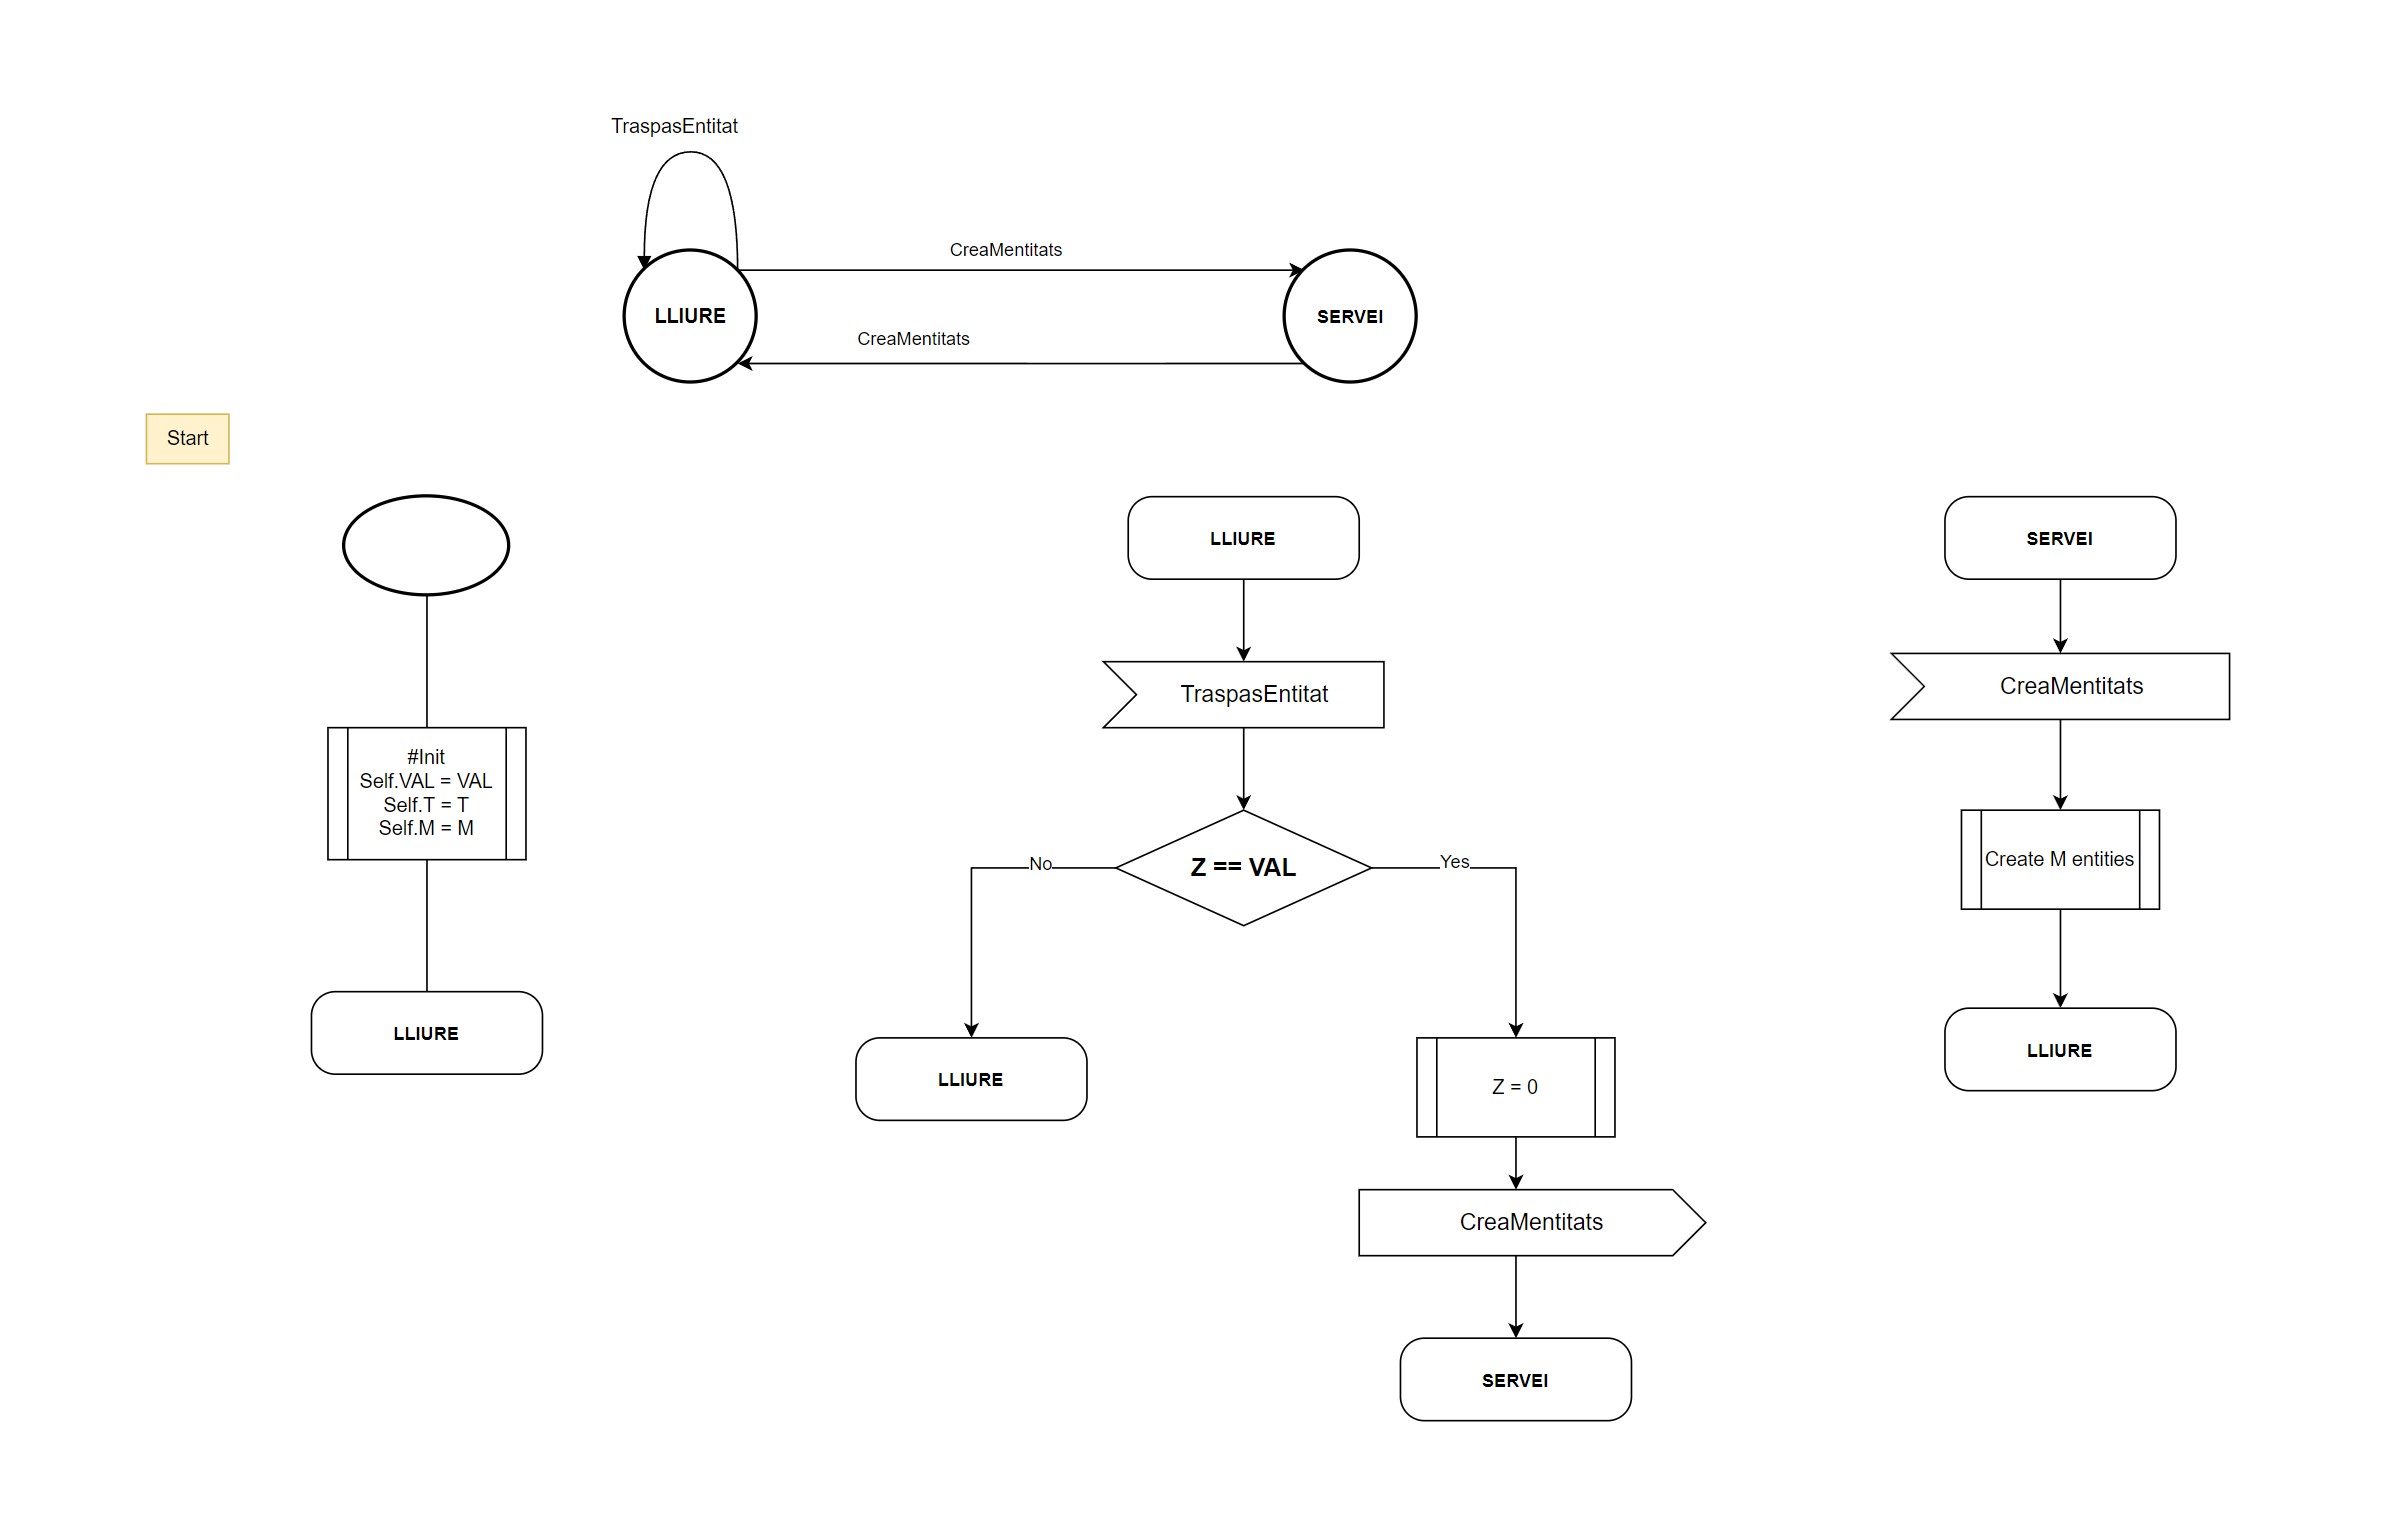 TraspasEntitat
CreaMentitats
LLIURE
SERVEI
CreaMentitats
Start
LLIURE
SERVEI
TraspasEntitat
CreaMentitats
#Init
Self.VAL = VAL
Self.T = T
Self.M = M
No
Z == VAL
Yes
Create M entities
LLIURE
LLIURE
Z = 0
LLIURE
CreaMentitats
SERVEI